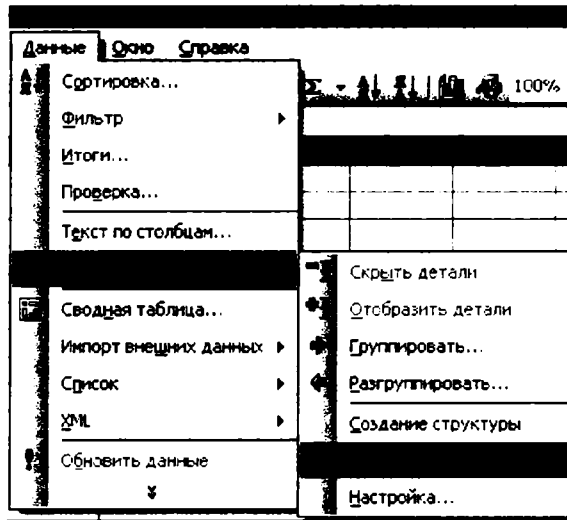 Данные Окно Справка
Сортировка...
100%
Фильтр
Итоги...
Проверка...
Текст по столбцам...
Скрыть детали
Сводная таблица...
Отобразить детали
Импорт внешних данных
Группировать...
Список
Разгруппировать...
XML
Создание структуры
Обновить данные
Настройка...